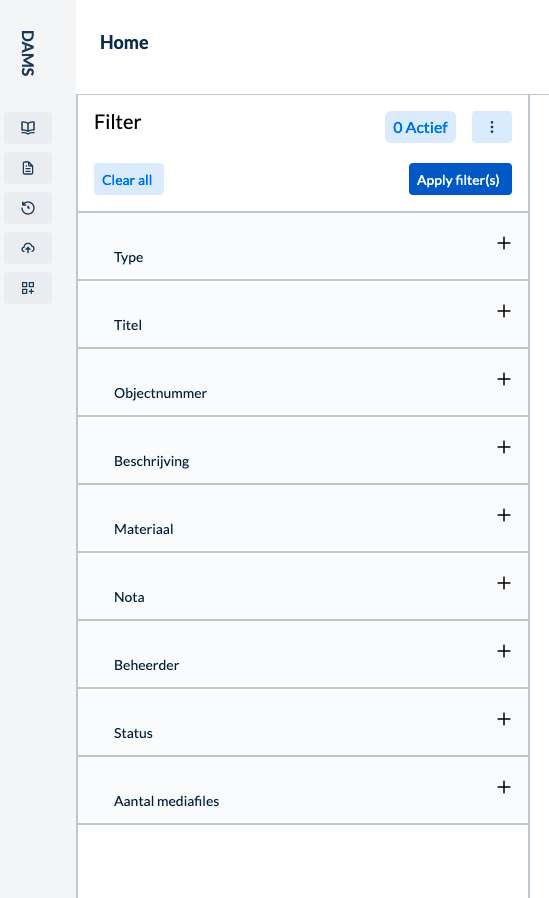 DAMS
Home
Filter
0 Actief
Clear all
Apply filter(s)
Type
Titel
Objectnummer
Beschrijving
Materiaal
Nota
Beheerder
Status
Aantal mediafiles